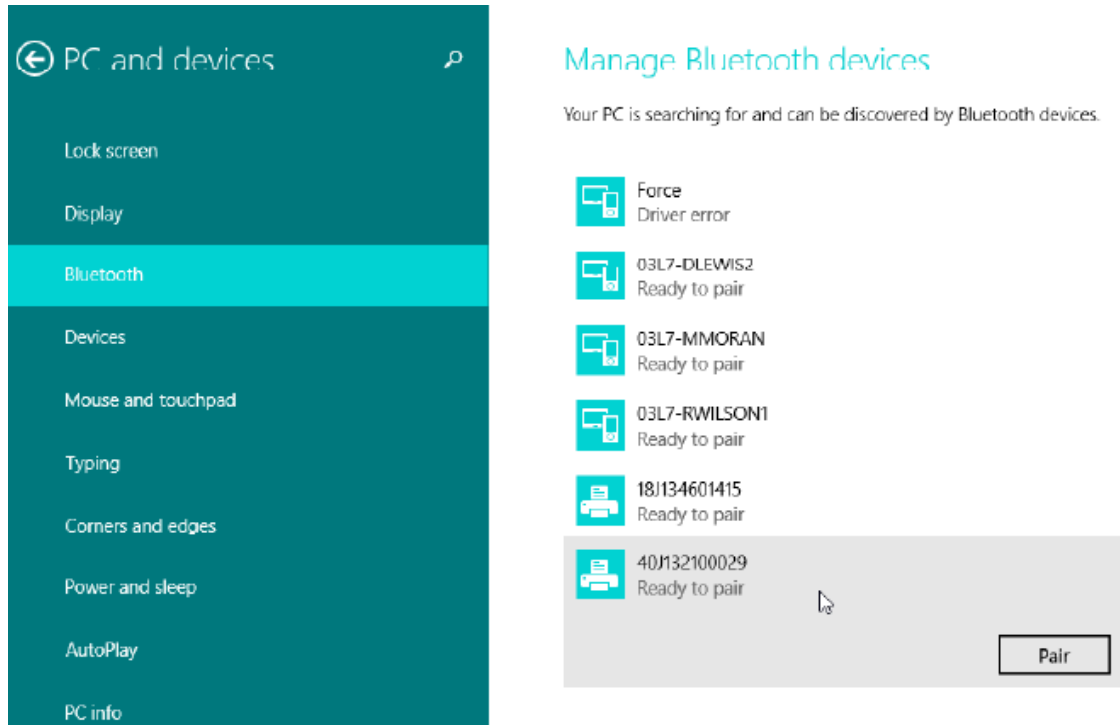 PC and devices
Lock screen
Display
Bluetooth
Devices
Mouse and touchpad
Typing
Corners and edges
Power and sleep
AutoPlay
PC info
Manage Bluetooth devices
Your PC is searching for and can be discovered by Bluetooth devices.
Force
Driver error
03L7-DLEWIS2
Ready to pair
03L7-MMORAN
Ready to pair
03L7-RWILSON1
Ready to pair
18J134601415
Ready to pair
40J132100029
Ready to pair
Pair